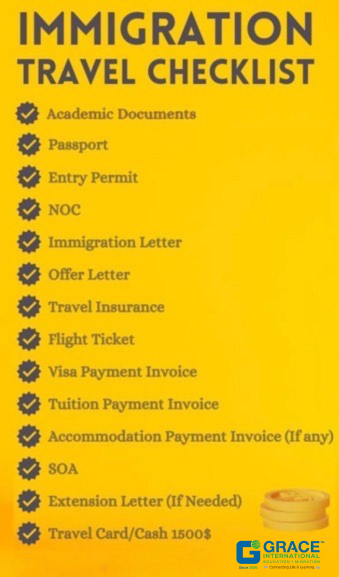 IMMIGRATION
TRAVEL CHECKLIST
Academic Documents
Passport
Entry Permit
NOC
Immigration Letter
Offer Letter
Travel Insurance
Flight Ticket
Visa Payment Invoice
Tuition Payment Invoice
Accommodation Payment Invoice (If any)
SOA
Extension Letter (If Needed)
Travel Card/Cash 1500$
GRACE
INTERNATIONAL
EDUCATION • MIGRATION
Connecting Life & Learning